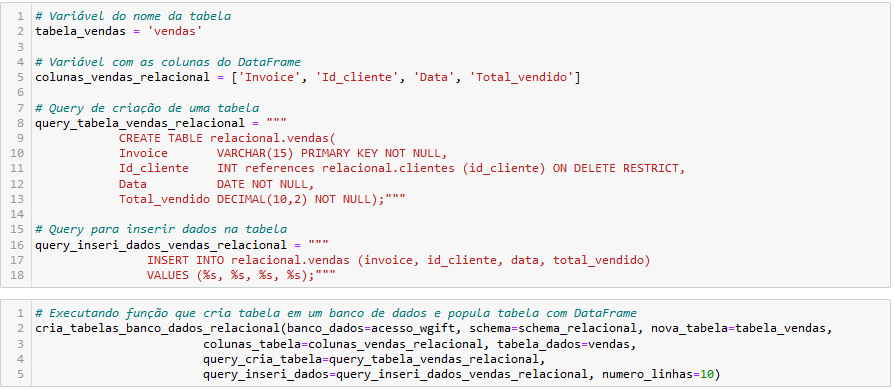 1 # Variável do nome da tabela
2 tabela_vendas = 'vendas'
3
4 # Variável com as colunas do DataFrame
5 colunas_vendas_relacional = ['Invoice', 'Id_cliente', 'Data', 'Total_vendido']
6
7 # Query de criação de uma tabela
8 query_tabela_vendas_relacional = """
9 CREATE TABLE relacional.vendas(
10 Invoice VARCHAR(15) PRIMARY KEY NOT NULL,
11 Id_cliente INT references relacional.clientes (id_cliente) ON DELETE RESTRICT,
12 Data DATE NOT NULL,
13 Total_vendido DECIMAL(10,2) NOT NULL);"""
14
15 # Query para inserir dados na tabela
16 query_inseri_dados_vendas_relacional = """
17 INSERT INTO relacional.vendas (invoice, id_cliente, data, total_vendido)
18 VALUES (%s, %s, %s, %s);"""
1 # Executando função que cria tabela em um banco de dados e popula tabela com DataFrame
2 cria_tabelas_banco_dados_relacional(banco_dados=acesso_wgift, schema=schema_relacional, nova_tabela=tabela_vendas,
3 colunas_tabela=colunas_vendas_relacional, tabela_dados=vendas,
4 query_cria_tabela=query_tabela_vendas_relacional,
5 query_inseri_dados=query_inseri_dados_vendas_relacional, numero_linhas=10)